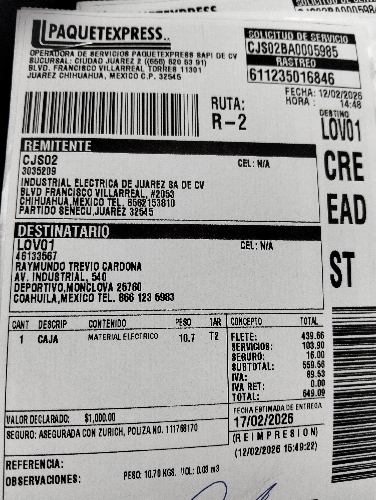 PAQUETEXPRESS..
OPERADORA DE SERVICIOS PAQUETEXPRESS SAPI DE CV
SUCURSAL: CIUDAD JUAREZ 2 (656) 620 63 91)
BLVD. FRANCISCO VILLARREAL TORRES 11301
JUAREZ CHIHUAHUA, MEXICO C.P. 32545
SOLICITUD DE SERVICIO
CJS02BA0005985
RASTREO
611235016846
FECHA: 12/02/2026
HORA : 14:48
RUTA:
R-2
DESTINO
LOV01
CRE
EAD
ST
REMITENTE
CJS02
3035209
CEL: N/A
INDUSTRIAL ELECTRICA DE JUAREZ SA DE CV
BLVD FRANCISCO VILLARREAL, #2053
CHIHUAHUA,MEXICO TEL. 6562153810
PARTIDO SENECU,JUAREZ 32545
DESTINATARIO
LOV01
46133567
CEL: N/A
RAYMUNDO TREVIO CARDONA
AV. INDUSTRIAL, 540
DEPORTIVO,MONCLOVA 25760
COAHUILA,MEXICO TEL. 866 123 5983
CANT DESCRIP CONTENIDO PESO TAR CONCEPTO TOTAL
1 CAJA MATERIAL ELECTRICO 10.7 T2
FLETE: 439.66
SERVICIOS: 103.90
SEGURO: 16.00
SUBTOTAL: 559.56
IVA: 89.53
IVA RET: 0.00
TOTAL: 649.09
VALOR DECLARADO: $1,000.00
SEGURO: ASEGURADA CON ZURICH, POLIZA NO. 111768170
FECHA ESTIMADA DE ENTREGA
17/02/2026
(REIMPRESION)
(12/02/2026 15:49:22)
REFERENCIA:
OBSERVACIONES:
PESO: 10.70 KGS. VOL: 0.03 m3